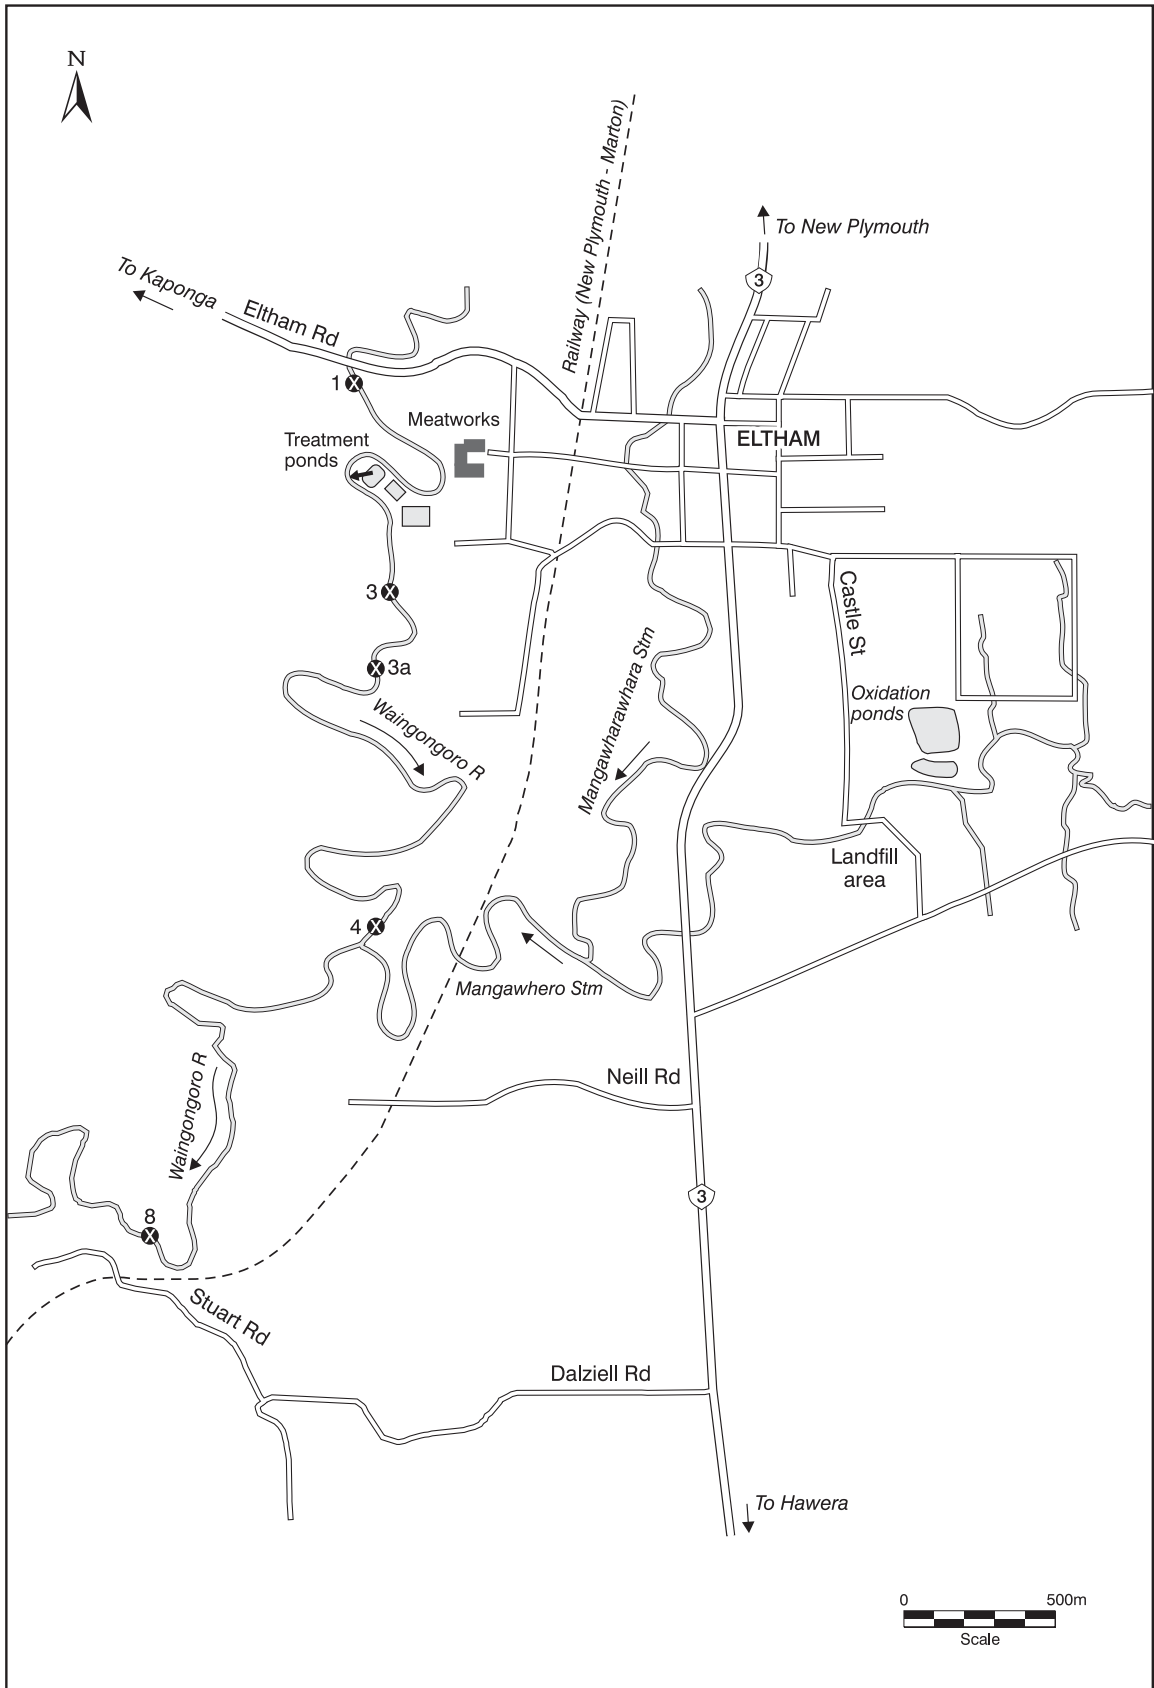 N
Railway (New Plymouth - Marton)
To New Plymouth
3
To Kaponga
Eltham Rd
1
Meatworks
ELTHAM
Treatment
ponds
3
Castle St
3a
Mangawharawhara Stm
Oxidation
ponds
Waingongoro R
Landfill
area
4
Mangawhero Stm
Waingongoro R
Neill Rd
3
8
Stuart Rd
Dalziell Rd
To Hawera
0 500m
Scale